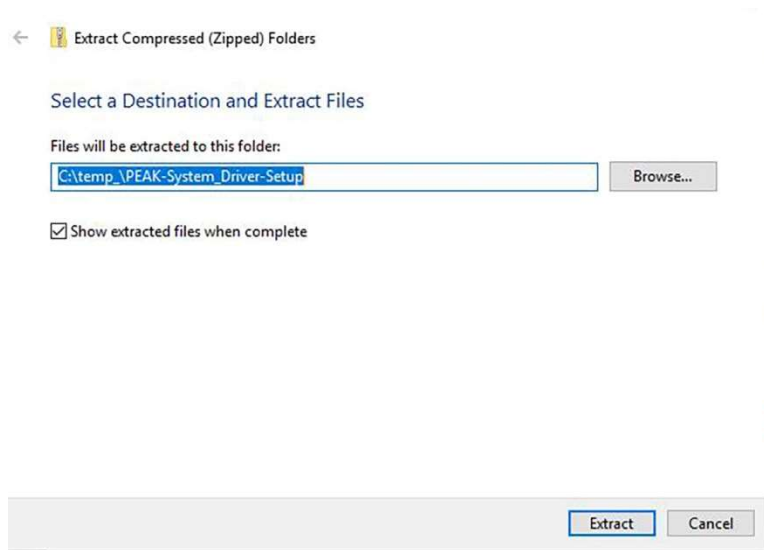 Extract Compressed (Zipped) Folders
Select a Destination and Extract Files
Files will be extracted to this folder:
C:\temp_\PEAK-System_Driver-Setup
Browse...
Show extracted files when complete
Extract
Cancel